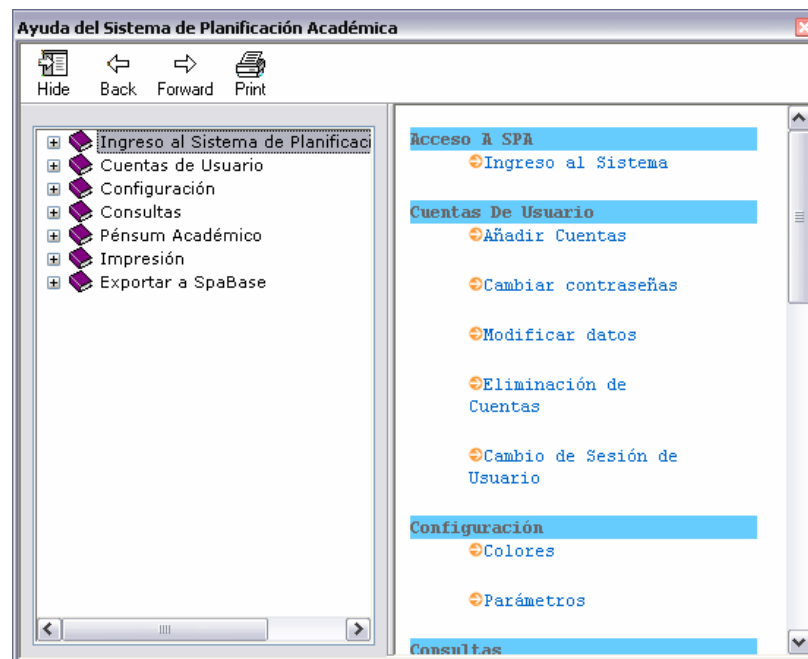 Ayuda del Sistema de Planificación Académica
Hide Back Forward Print
Ingreso al Sistema de Planificaci
Cuentas de Usuario
Configuración
Consultas
Pénsum Académico
Impresión
Exportar a SpaBase
Acceso A SPA
Ingreso al Sistema
Cuentas De Usuario
Añadir Cuentas
Cambiar contraseñas
Modificar datos
Eliminación de
Cuentas
Cambio de Sesión de
Usuario
Configuración
Colores
Parámetros
Consultas